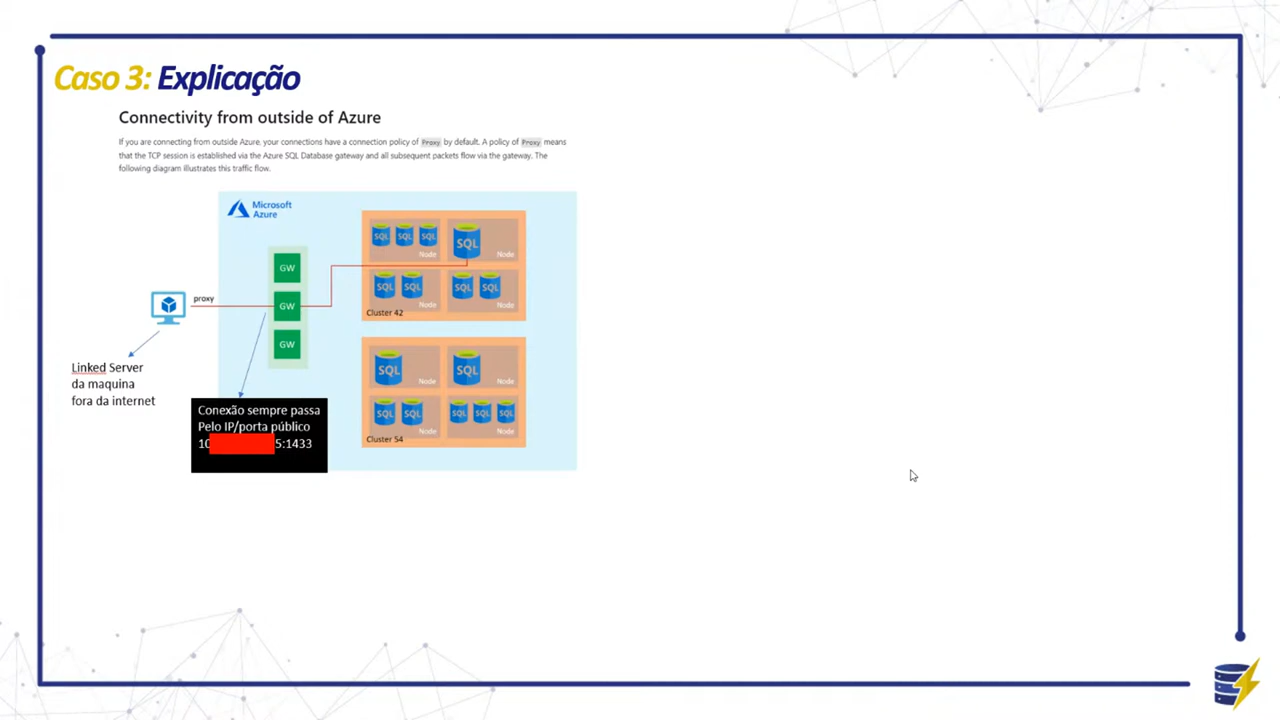 Caso 3: Explicação
Connectivity from outside of Azure
If you are connecting from outside Azure, your connections have a connection policy of Proxy by default. A policy of Proxy means
that the TCP session is established via the Azure SQL Database gateway and all subsequent packets flow via the gateway. The
following diagram illustrates this traffic flow.
Microsoft
Azure
SQL SQL SQL
Node
SQL
Node
GW
proxy
GW
SQL SQL
Node
SQL SQL
Node
Cluster 42
GW
SQL
Node
SQL
Node
SQL SQL
Node
SQL SQL SQL
Node
Cluster 54
Linked Server
da maquina
fora da internet
Conexão sempre passa
Pelo IP/porta público
10 5:1433